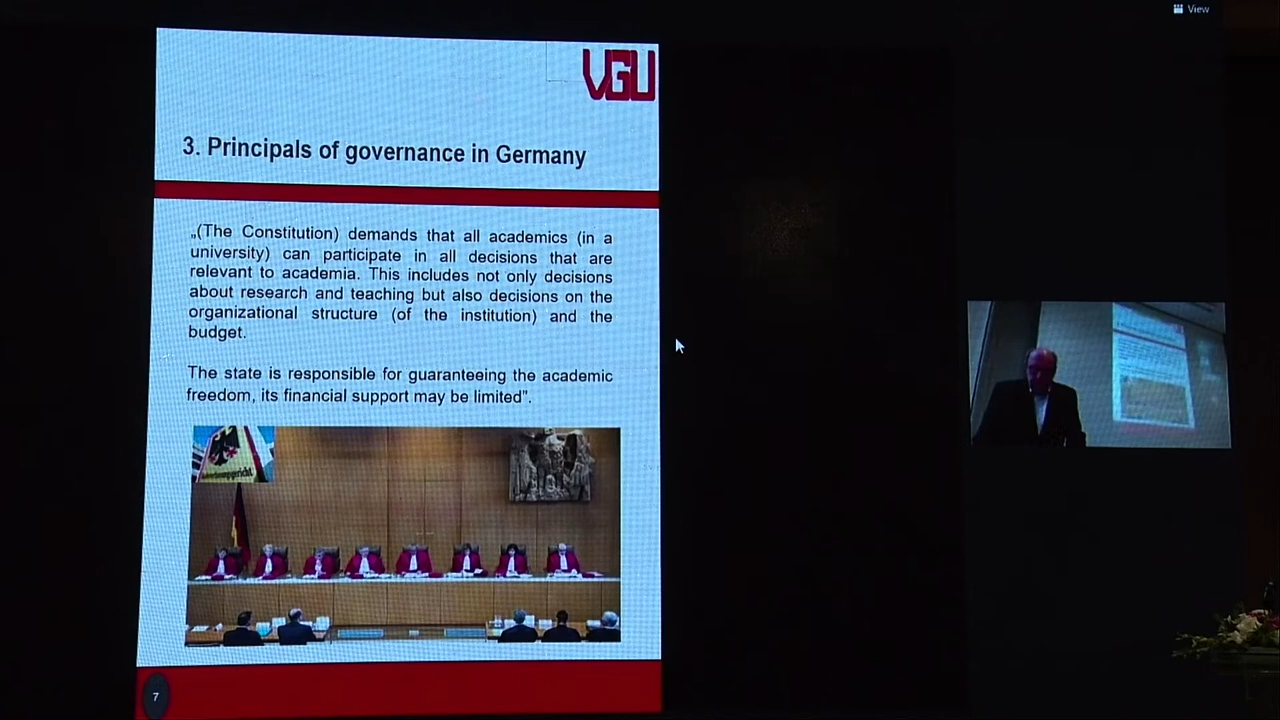 View
VGU
3. Principals of governance in Germany
„(The Constitution) demands that all academics (in a
university) can participate in all decisions that are
relevant to academia. This includes not only decisions
about research and teaching but also decisions on the
organizational structure (of the institution) and the
budget.
The state is responsible for guaranteeing the academic
freedom, its financial support may be limited".
7